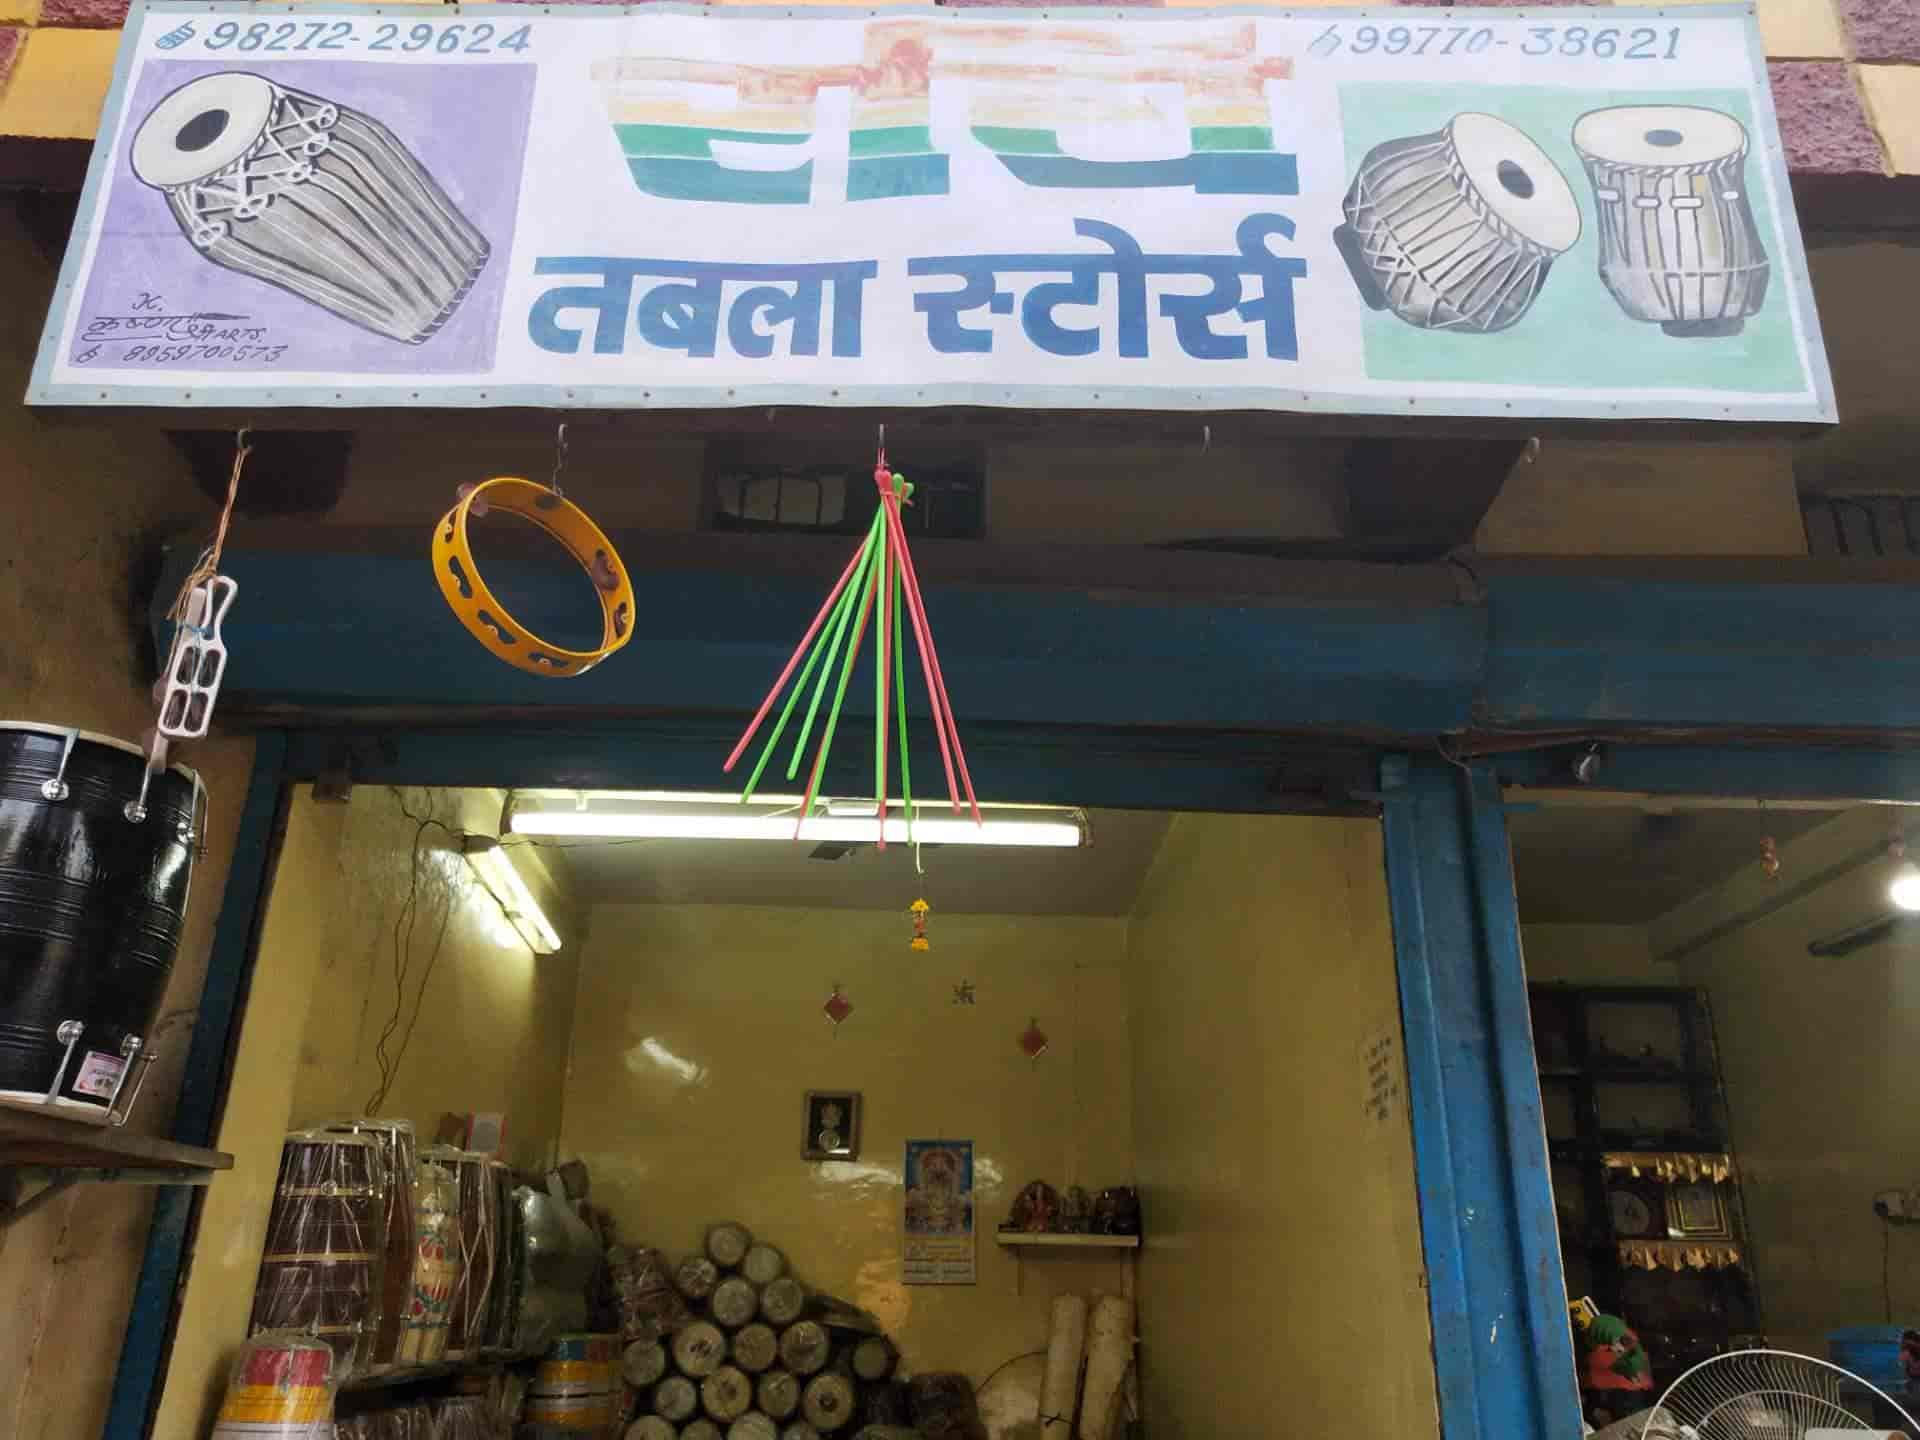 98272-29624
99770-38621
ताल
तबला स्टोर्स
K.
कृष्णा ARTS.
8959700573